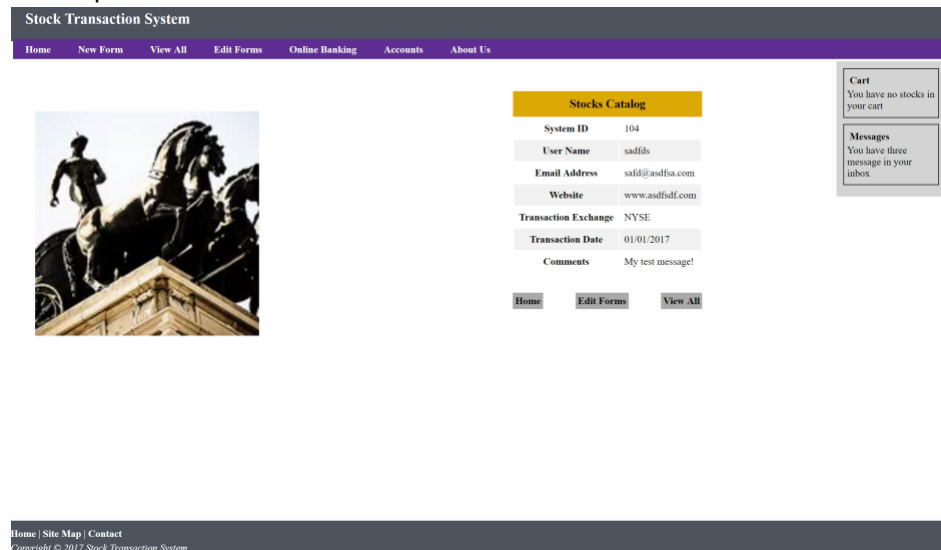 Stock Transaction System
Home New Form View All Edit Forms Online Banking Accounts About Us
Stocks Catalog
System ID 104
User Name sadfds
Email Address safd@asdfsa.com
Website www.asdfsdf.com
Transaction Exchange NYSE
Transaction Date 01/01/2017
Comments My test message!
Home Edit Forms View All
Cart
You have no stocks in
your cart
Messages
You have three
message in your
inbox
Home | Site Map | Contact
Copyright © 2017 Stock Transaction System